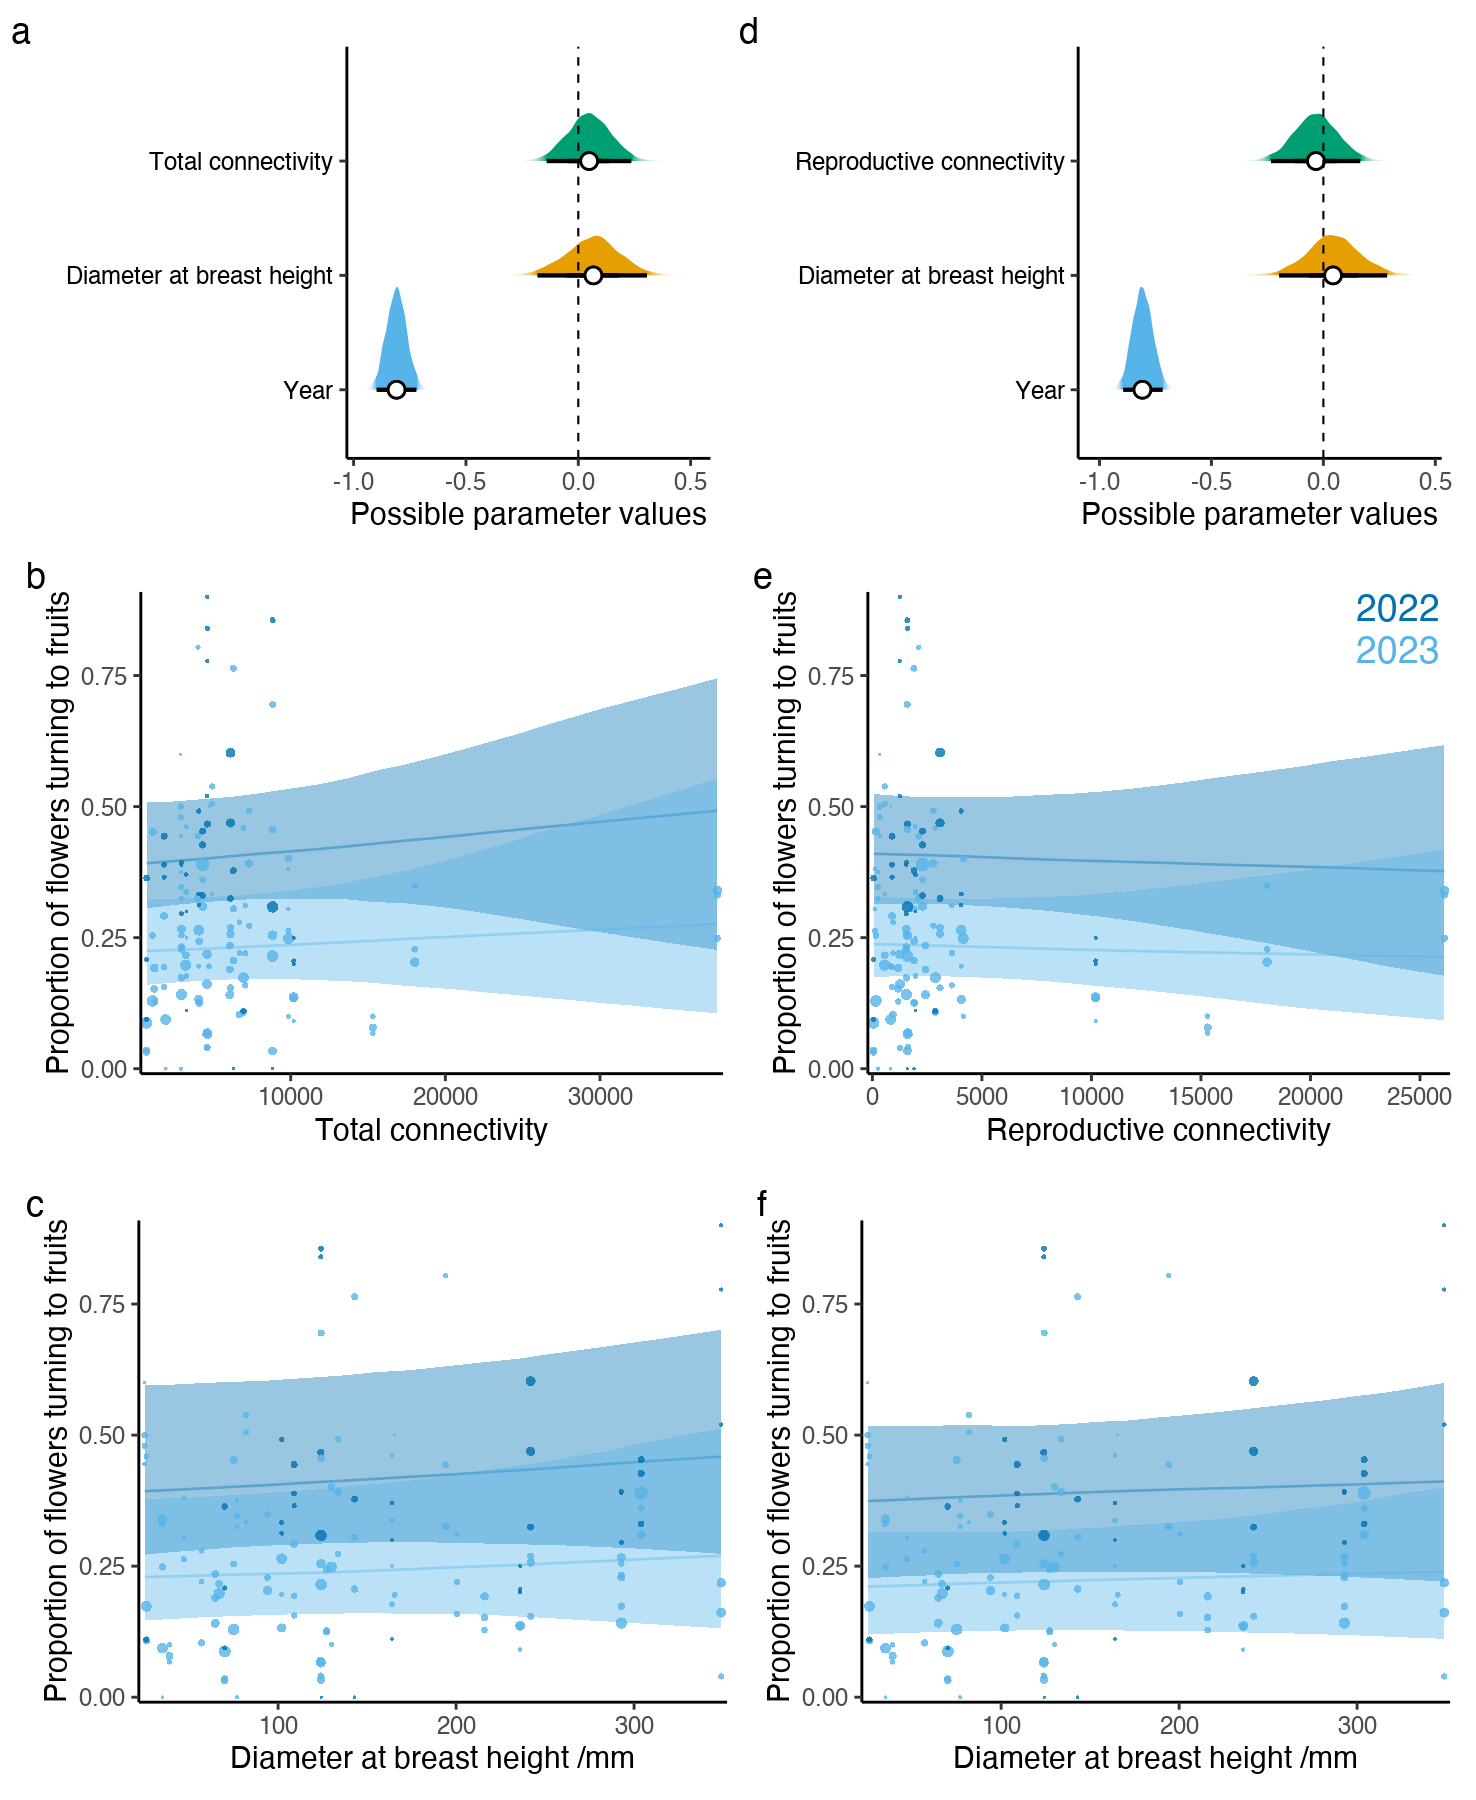 a
Total connectivity
Diameter at breast height
Year
-1.0 -0.5 0.0 0.5
Possible parameter values
d
Reproductive connectivity
Diameter at breast height
Year
-1.0 -0.5 0.0 0.5
Possible parameter values
b
Proportion of flowers turning to fruits
0.75
0.50
0.25
0.00
10000 20000 30000
Total connectivity
e
2022
2023
Proportion of flowers turning to fruits
0.75
0.50
0.25
0.00
0 5000 10000 15000 20000 25000
Reproductive connectivity
c
Proportion of flowers turning to fruits
0.75
0.50
0.25
0.00
100 200 300
Diameter at breast height /mm
f
Proportion of flowers turning to fruits
0.75
0.50
0.25
0.00
100 200 300
Diameter at breast height /mm